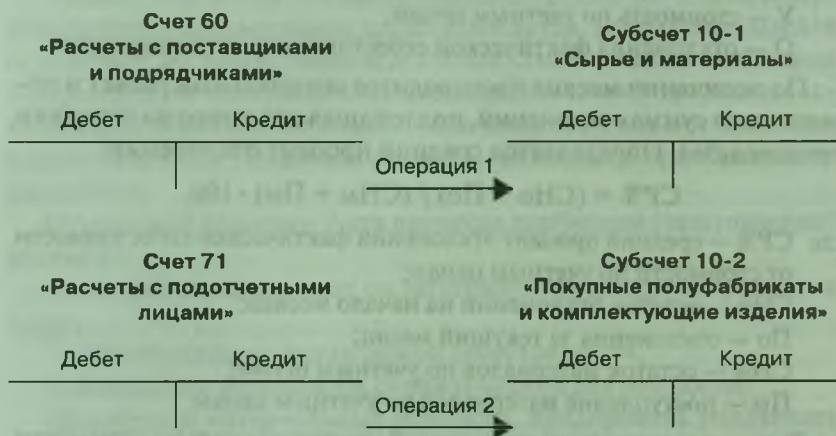 Счет 60
«Расчеты с поставщиками
и подрядчиками»
Дебет Кредит
Субсчет 10-1
«Сырье и материалы»
Дебет Кредит
Операция 1
Счет 71
«Расчеты с подотчетными
лицами»
Дебет Кредит
Субсчет 10-2
«Покупные полуфабрикаты
и комплектующие изделия»
Дебет Кредит
Операция 2